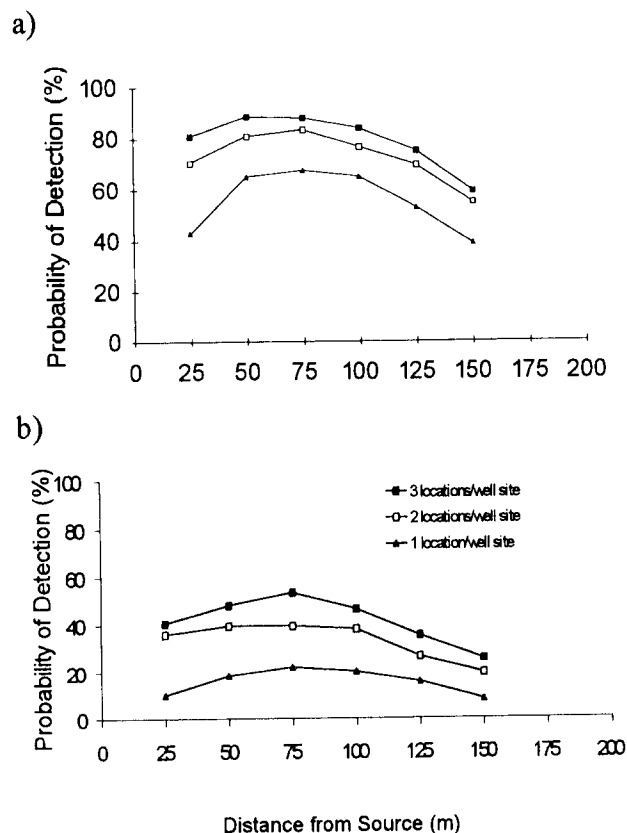 a)
Probability of Detection (%)
100
80
60
40
20
0
0 25 50 75 100 125 150 175 200
b)
Probability of Detection (%)
100
80
60
40
20
0
3 locations/well site
2 locations/well site
1 location/well site
0 25 50 75 100 125 150 175 200
Distance from Source (m)